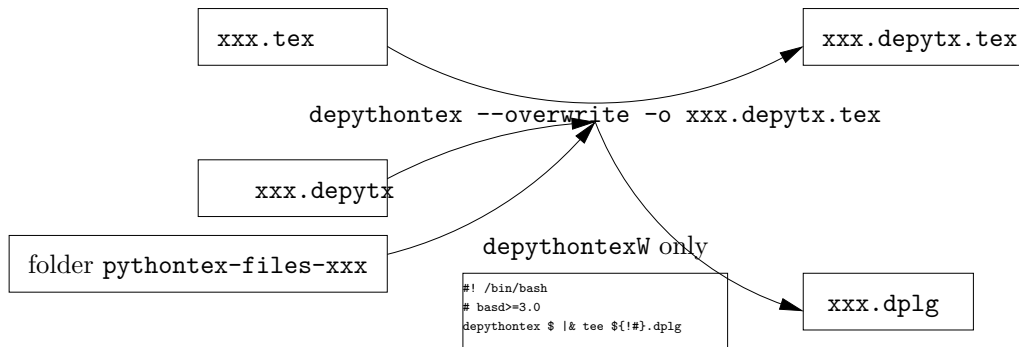 xxx.tex
xxx.depytx.tex
depythontex --overwrite -o xxx.depytx.tex
xxx.depytx
folder pythontex-files-xxx
depythontexW only
#! /bin/bash
# basd>=3.0
depythontex $ |& tee ${!#}.dplg
xxx.dplg